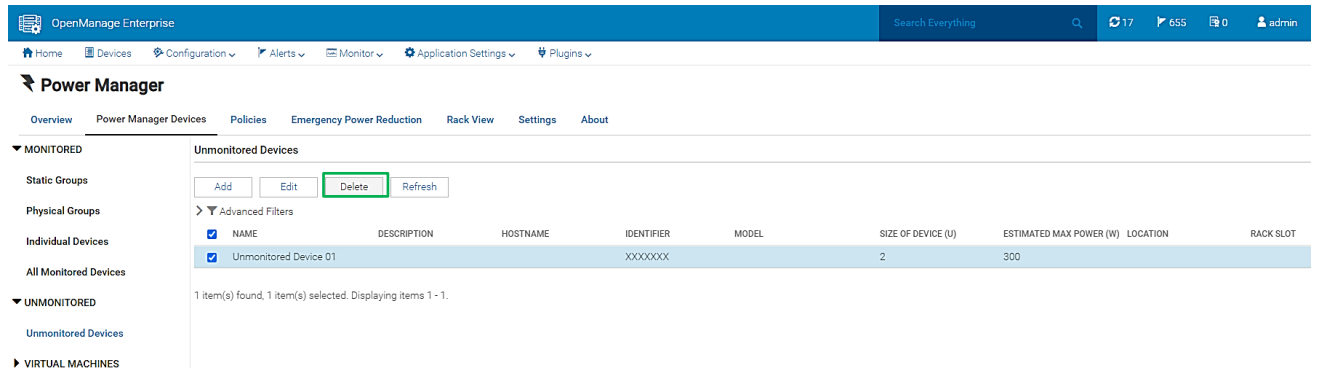 OpenManage Enterprise Search Everything 17 655 0 admin
Home Devices Configuration Alerts Monitor Application Settings Plugins
Power Manager
Overview Power Manager Devices Policies Emergency Power Reduction Rack View Settings About
MONITORED
Static Groups
Physical Groups
Individual Devices
All Monitored Devices
UNMONITORED
Unmonitored Devices
VIRTUAL MACHINES
Unmonitored Devices
Add Edit Delete Refresh
Advanced Filters
NAME DESCRIPTION HOSTNAME IDENTIFIER MODEL SIZE OF DEVICE (U) ESTIMATED MAX POWER (W) LOCATION RACK SLOT
Unmonitored Device 01 XXXXXXX 2 300
1 item(s) found, 1 item(s) selected. Displaying items 1 - 1.